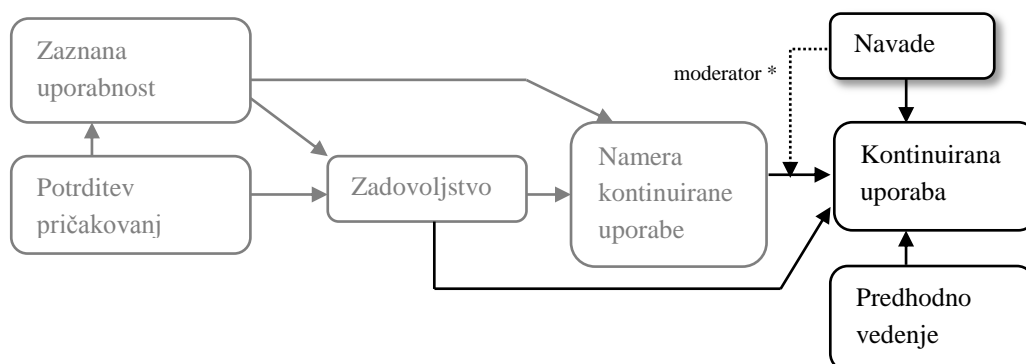 Zaznana
uporabnost
Potrditev
pričakovanj
Zadovoljstvo
Namera
kontinuirane
uporabe
moderator *
Navade
Kontinuirana
uporaba
Predhodno
vedenje